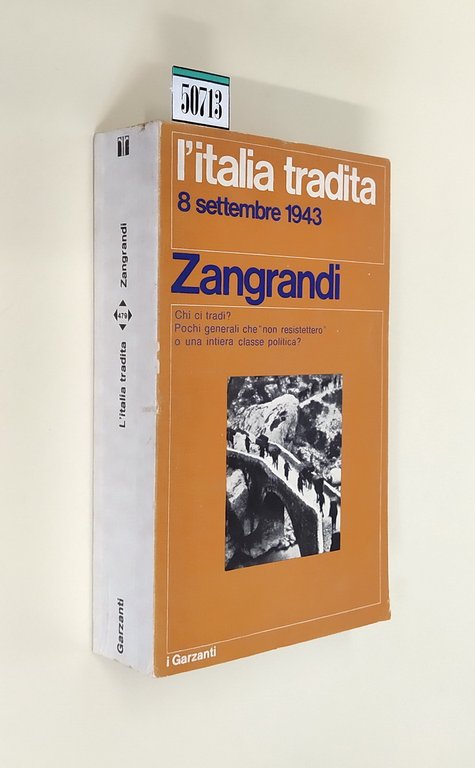 50713
l'italia tradita
8 settembre 1943
Zangrandi
Chi ci tradì?
Pochi generali che "non resistettero"
o una intiera classe politica?
i Garzanti
Zangrandi
479
L'italia tradita
Garzanti